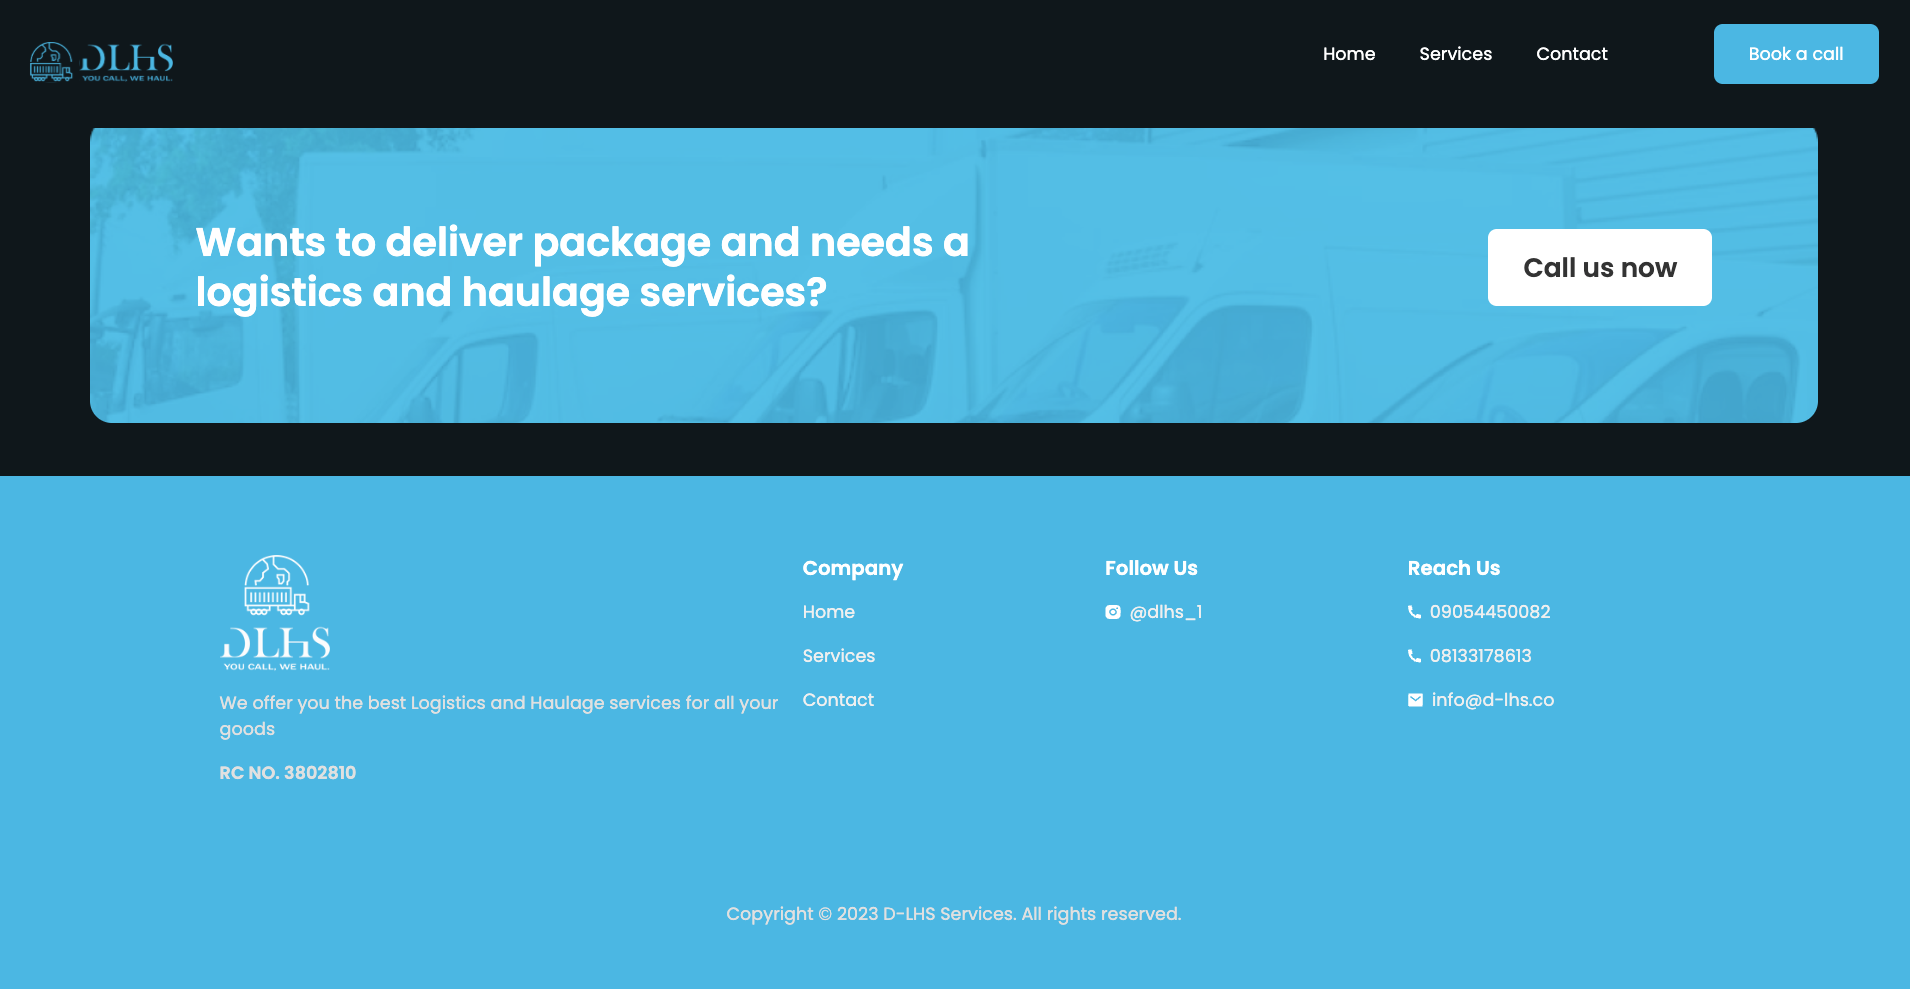 DLHS
YOU CALL, WE HAUL.
Home
Services
Contact
Book a call
Wants to deliver package and needs a
logistics and haulage services?
Call us now
DLHS
YOU CALL, WE HAUL.
We offer you the best Logistics and Haulage services for all your
goods
RC NO. 3802810
Company
Home
Services
Contact
Follow Us
@dlhs_1
Reach Us
09054450082
08133178613
info@d-lhs.co
Copyright © 2023 D-LHS Services. All rights reserved.